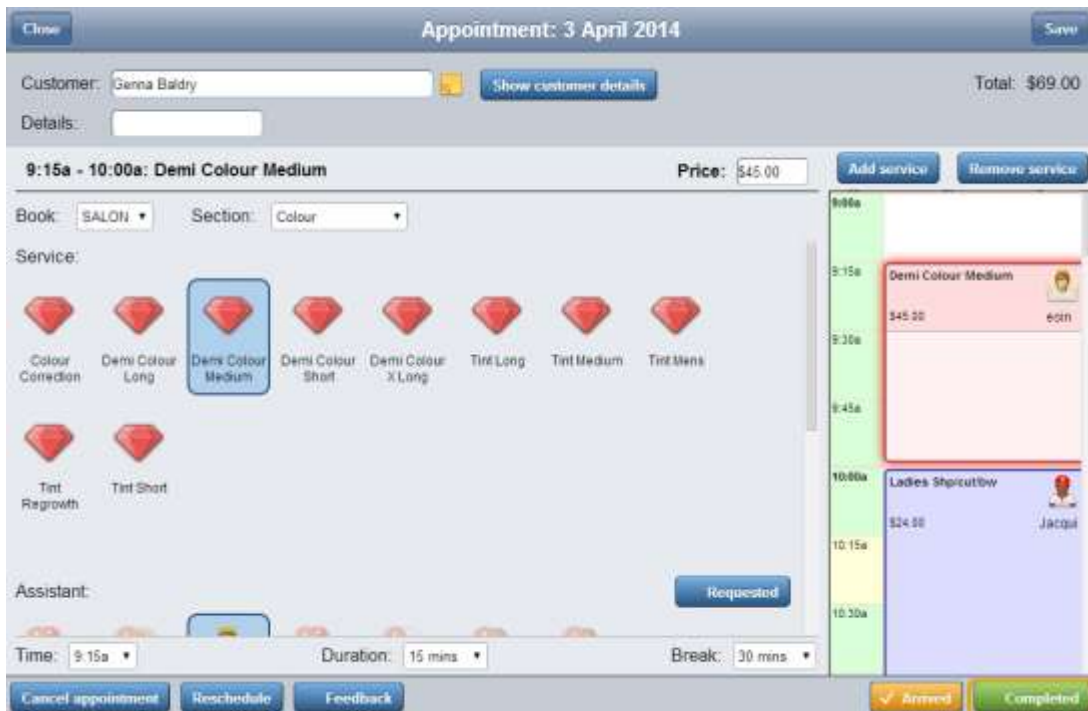 Close
Appointment: 3 April 2014
Save
Customer: Genna Baldry
Show customer details
Total: $69.00
Details:
9:15a - 10:00a: Demi Colour Medium
Price: $45.00
Add service
Remove service
Book: SALON
Section: Colour
Service:
Colour Correction
Demi Colour Long
Demi Colour Medium
Demi Colour Short
Demi Colour X Long
Tint Long
Tint Medium
Tint Mens
Tint Regrowth
Tint Short
Assistant:
Requested
Time: 9:15a
Duration: 15 mins
Break: 30 mins
9:00a
9:15a
Demi Colour Medium
$45.00
eoin
9:30a
9:45a
10:00a
Ladies Shp/cut/bw
$24.00
Jacqui
10:15a
10:30a
Cancel appointment
Reschedule
Feedback
Arrived
Completed